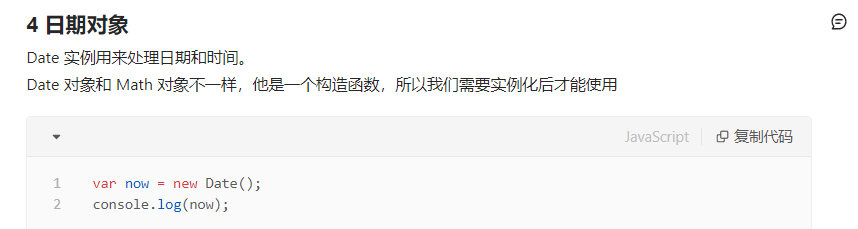 4 日期对象
Date 实例用来处理日期和时间。
Date 对象和 Math 对象不一样，他是一个构造函数，所以我们需要实例化后才能使用
JavaScript 复制代码
1 var now = new Date();
2 console.log(now);